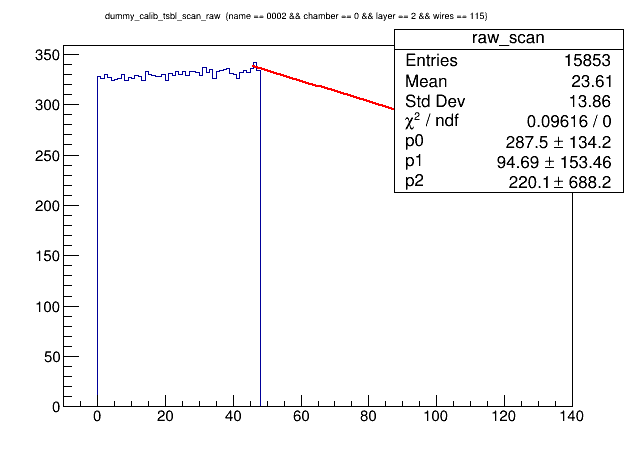 dummy_calib_tsbl_scan_raw (name == 0002 && chamber == 0 && layer == 2 && wires == 115)
raw_scan
Entries 15853
Mean 23.61
Std Dev 13.86
χ² / ndf 0.09616 / 0
p0 287.5 ± 134.2
p1 94.69 ± 153.46
p2 220.1 ± 688.2
350
300
250
200
150
100
50
0
0 20 40 60 80 100 120 140